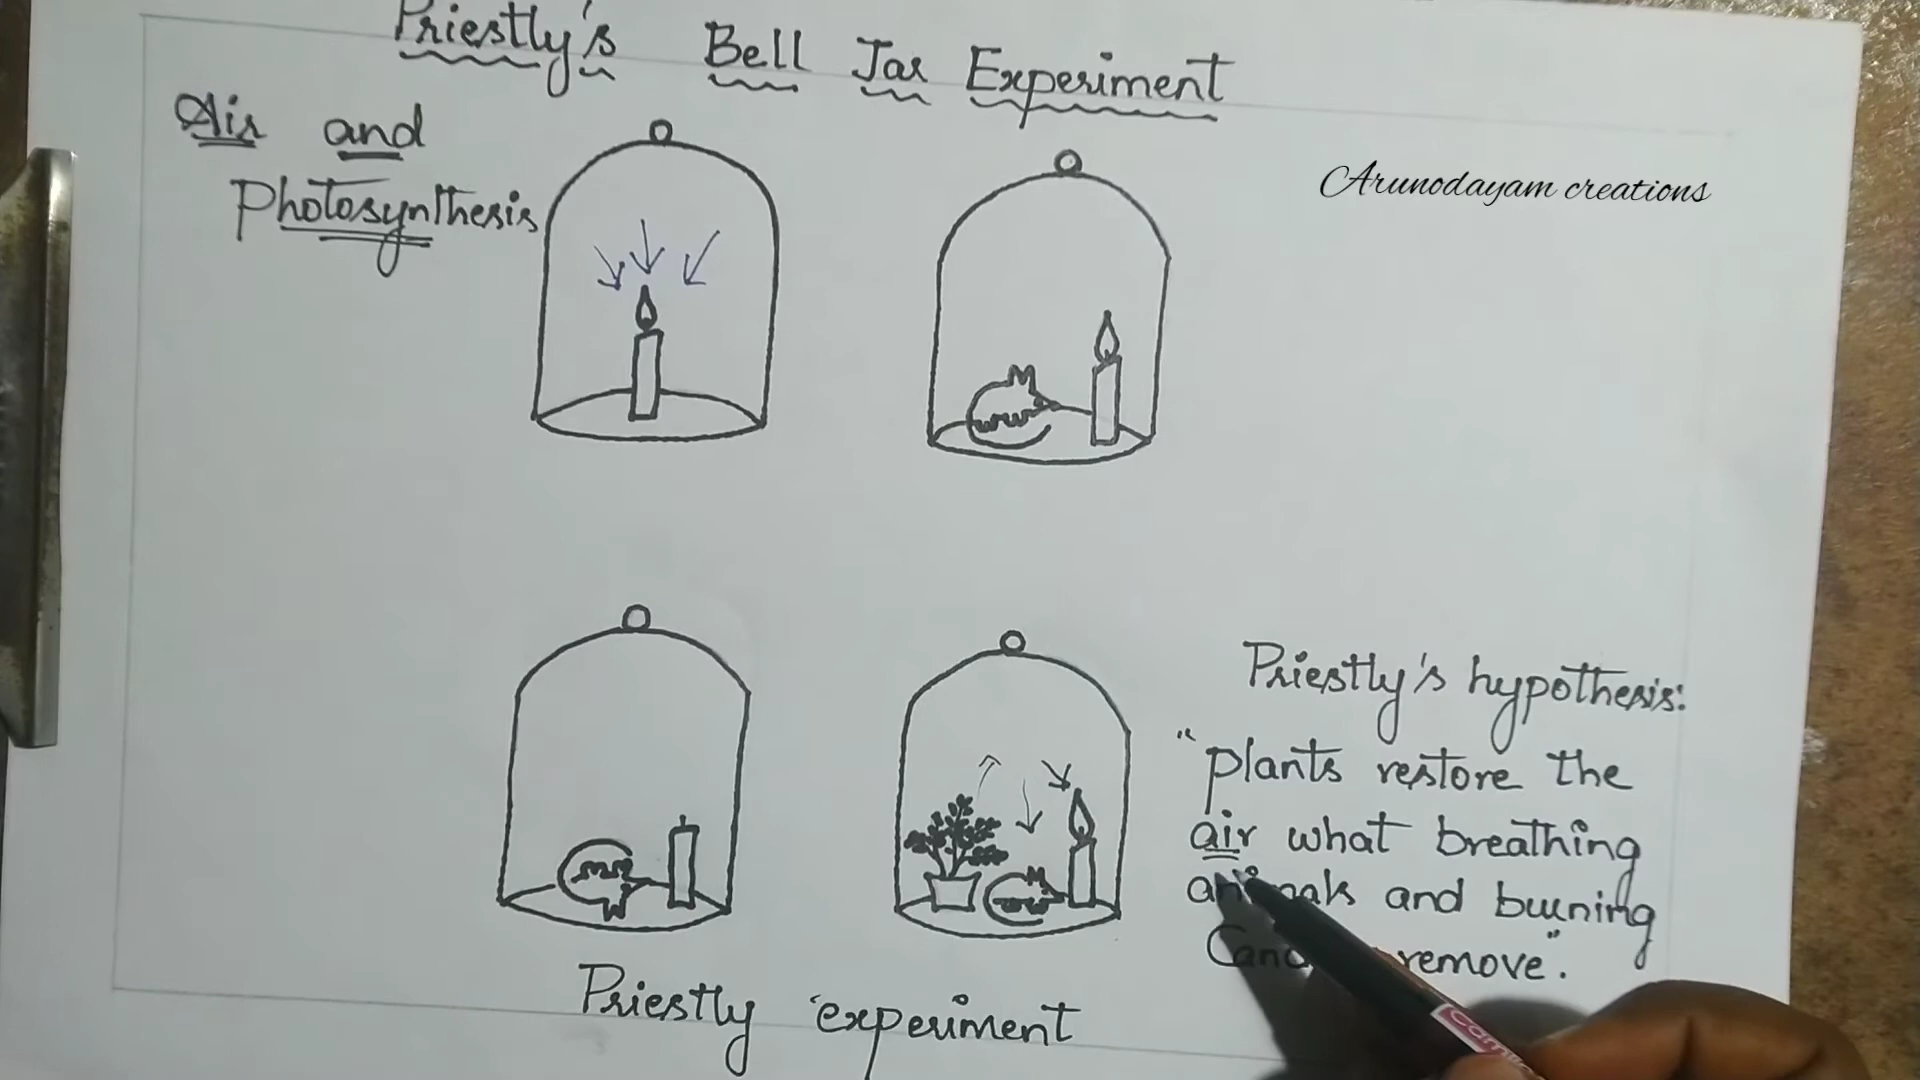 Priestly's Bell Jar Experiment
Air and
Photosynthesis
Arunodayam creations
Priestly's hypothesis:
"plants restore the
air what breathing
and burning
remove".
Priestly experiment